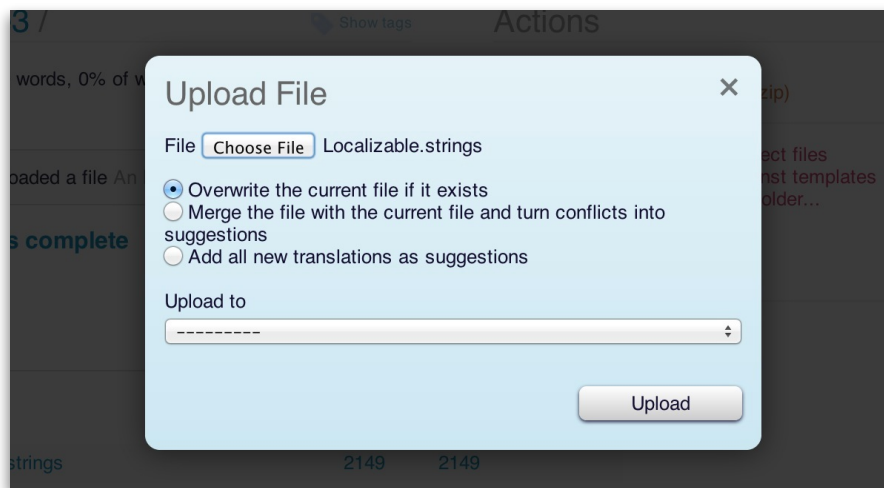 3 /
Show tags
Actions
words, 0% of w
Upload File
×
zip)
File Choose File Localizable.strings
ect files
oaded a file An
Overwrite the current file if it exists
nst templates
Merge the file with the current file and turn conflicts into
older...
suggestions
s complete
Add all new translations as suggestions
Upload to
---------
Upload
strings
2149
2149